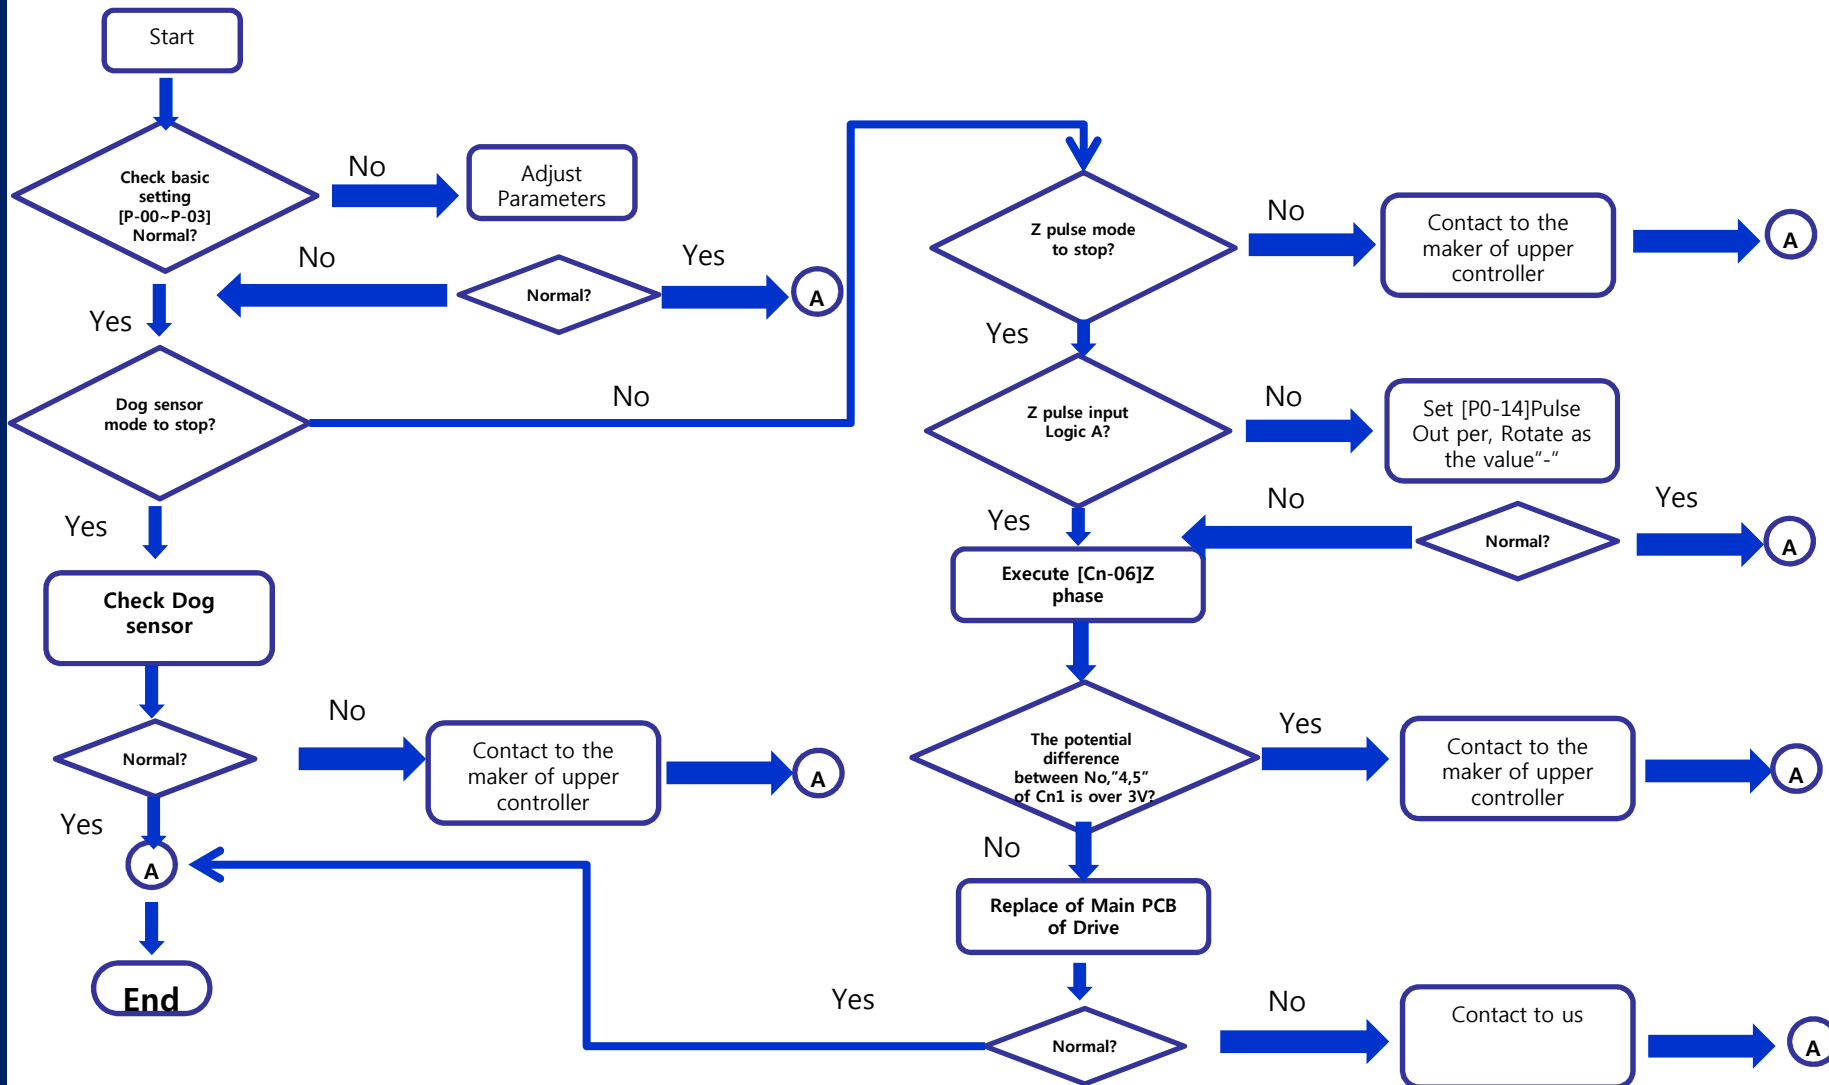 Start
Check basic
setting
[P-00~P-03]
Normal?
No
Adjust
Parameters
No
Normal?
Yes
A
Yes
Dog sensor
mode to stop?
No
Yes
Check Dog
sensor
Normal?
No
Contact to the
maker of upper
controller
A
Yes
A
End
Z pulse mode
to stop?
No
Contact to the
maker of upper
controller
A
Yes
Z pulse input
Logic A?
No
Set [P0-14]Pulse
Out per, Rotate as
the value"-"
No
Normal?
Yes
A
Yes
Execute [Cn-06]Z
phase
The potential
difference
between No,"4,5"
of Cn1 is over 3V?
Yes
Contact to the
maker of upper
controller
A
No
Replace of Main PCB
of Drive
Yes
Normal?
No
Contact to us
A